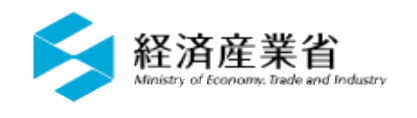 経済産業省
Ministry of Economy, Trade and Industry